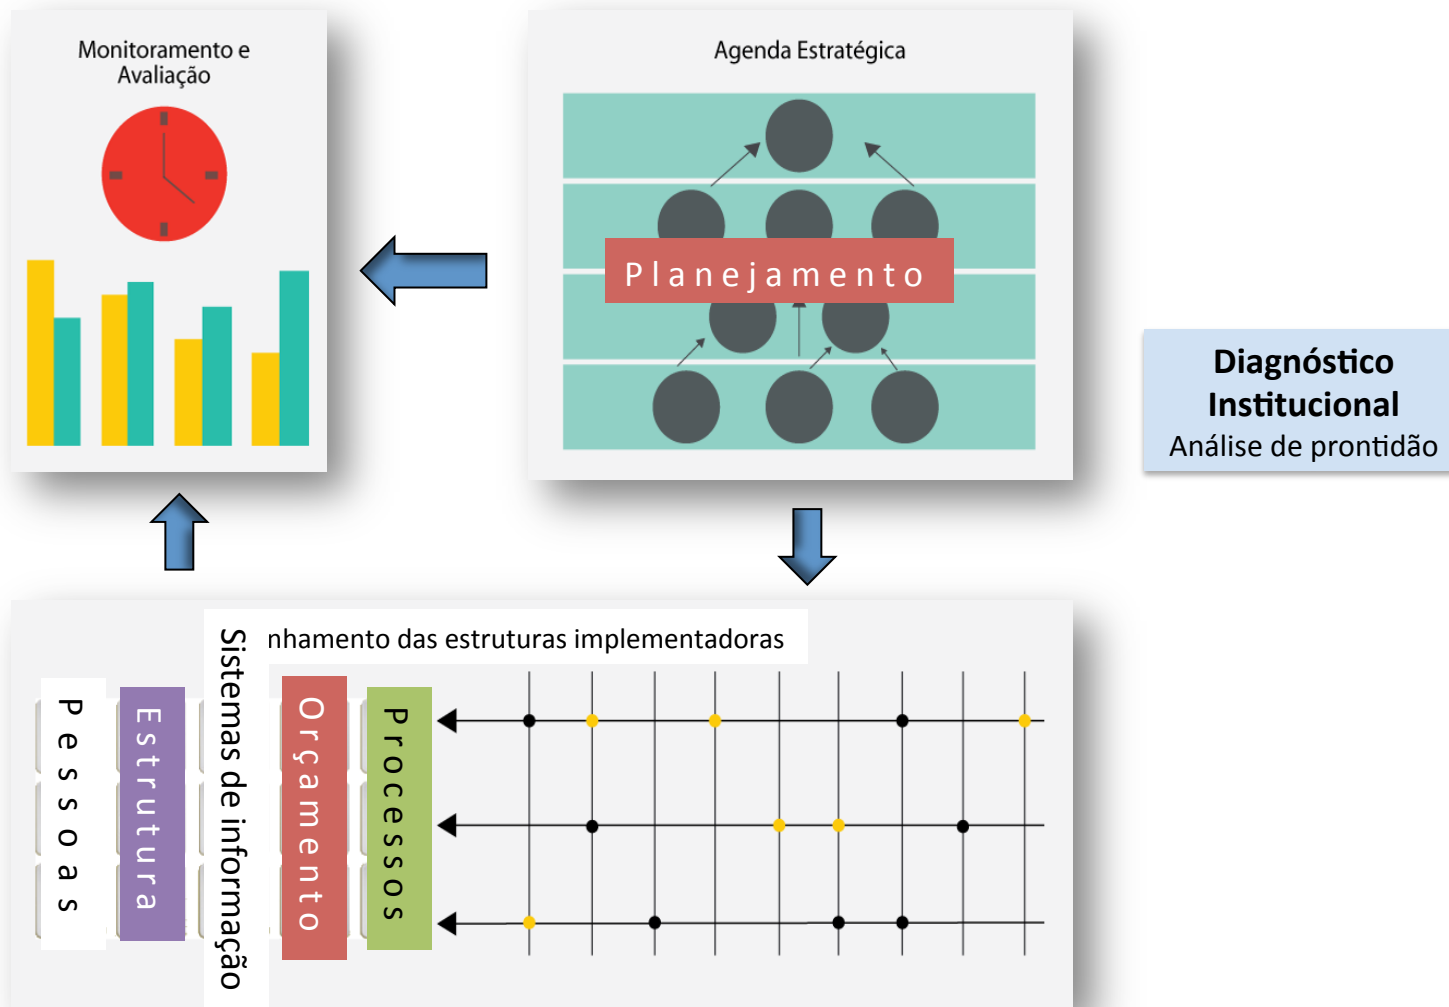 Monitoramento e
Avaliação
Agenda Estratégica
Planejamento
Diagnóstico
Institucional
Análise de prontidão
nhamento das estruturas implementadoras
Pessoas
Estrutura
Sistemas de informação
Orçamento
Processos